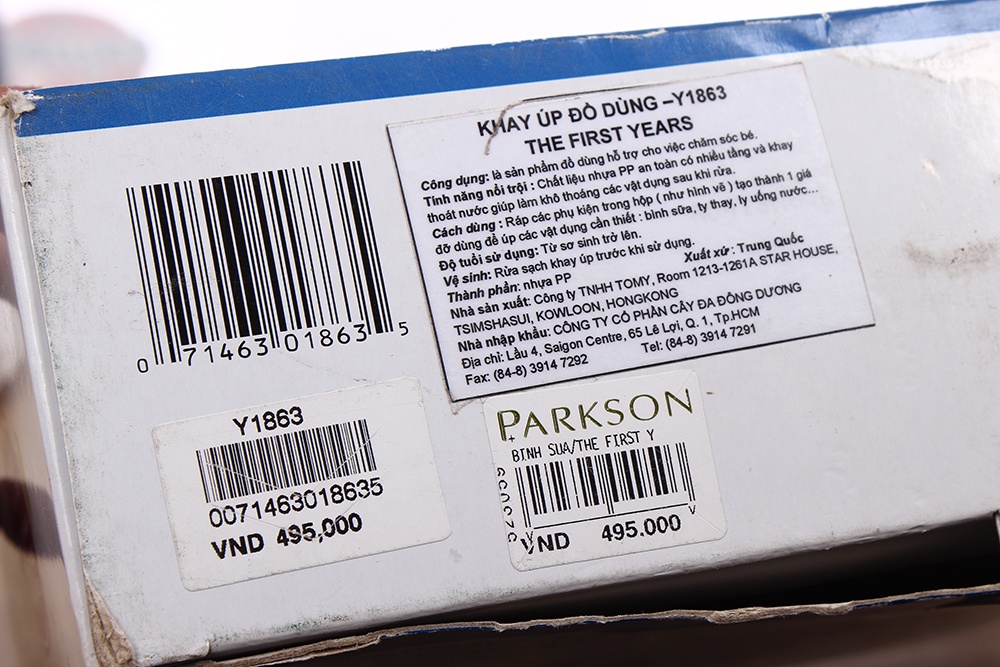 KHAY ÚP ĐỒ DÙNG –Y1863
THE FIRST YEARS
Công dụng: là sản phẩm đồ dùng hỗ trợ cho việc chăm sóc bé.
Tính năng nổi trội : Chất liệu nhựa PP an toàn có nhiều tầng và khay
thoát nước giúp làm khô thoáng các vật dụng sau khi rửa.
Cách dùng : Ráp các phụ kiện trong hộp ( như hình vẽ ) tạo thành 1 giá
đỡ dùng để úp các vật dụng cần thiết : bình sữa, ty thay, ly uống nước...
Độ tuổi sử dụng: Từ sơ sinh trở lên.
Vệ sinh: Rửa sạch khay úp trước khi sử dụng.
Thành phần: nhựa PP Xuất xứ : Trung Quốc
Nhà sản xuất: Công ty TNHH TOMY, Room 1213-1261A STAR HOUSE,
TSIMSHASUI, KOWLOON, HONGKONG
Nhà nhập khẩu: CÔNG TY CỔ PHẦN CÂY ĐA ĐÔNG DƯƠNG
Địa chỉ: Lầu 4, Saigon Centre, 65 Lê Lợi, Q. 1, Tp.HCM
Fax: (84-8) 3914 7292 Tel: (84-8) 3914 7291
0 71463 01863 5
Y1863
0071463018635
VND 495,000
PARKSON
BINH SUA/THE FIRST Y
VND 495.000